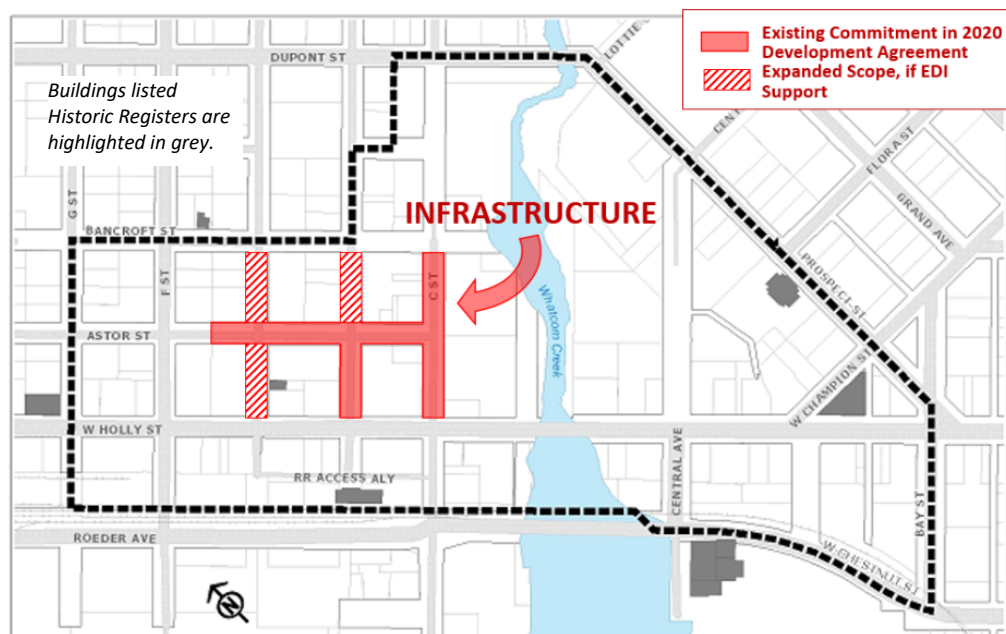 Existing Commitment in 2020
Development Agreement
Expanded Scope, if EDI
Support
DUPONT ST
LOTTIE
Buildings listed
Historic Registers are
highlighted in grey.
CENT
FLORA ST
GRAND AVE
G ST
INFRASTRUCTURE
BANCROFT ST
F ST
C ST
PROSPECT ST
Whatcom Creek
ASTOR ST
W CHAMPION ST
W HOLLY ST
CENTRAL AVE
RR ACCESS ALY
BAY ST
ROEDER AVE
W CHESTNUT ST
N